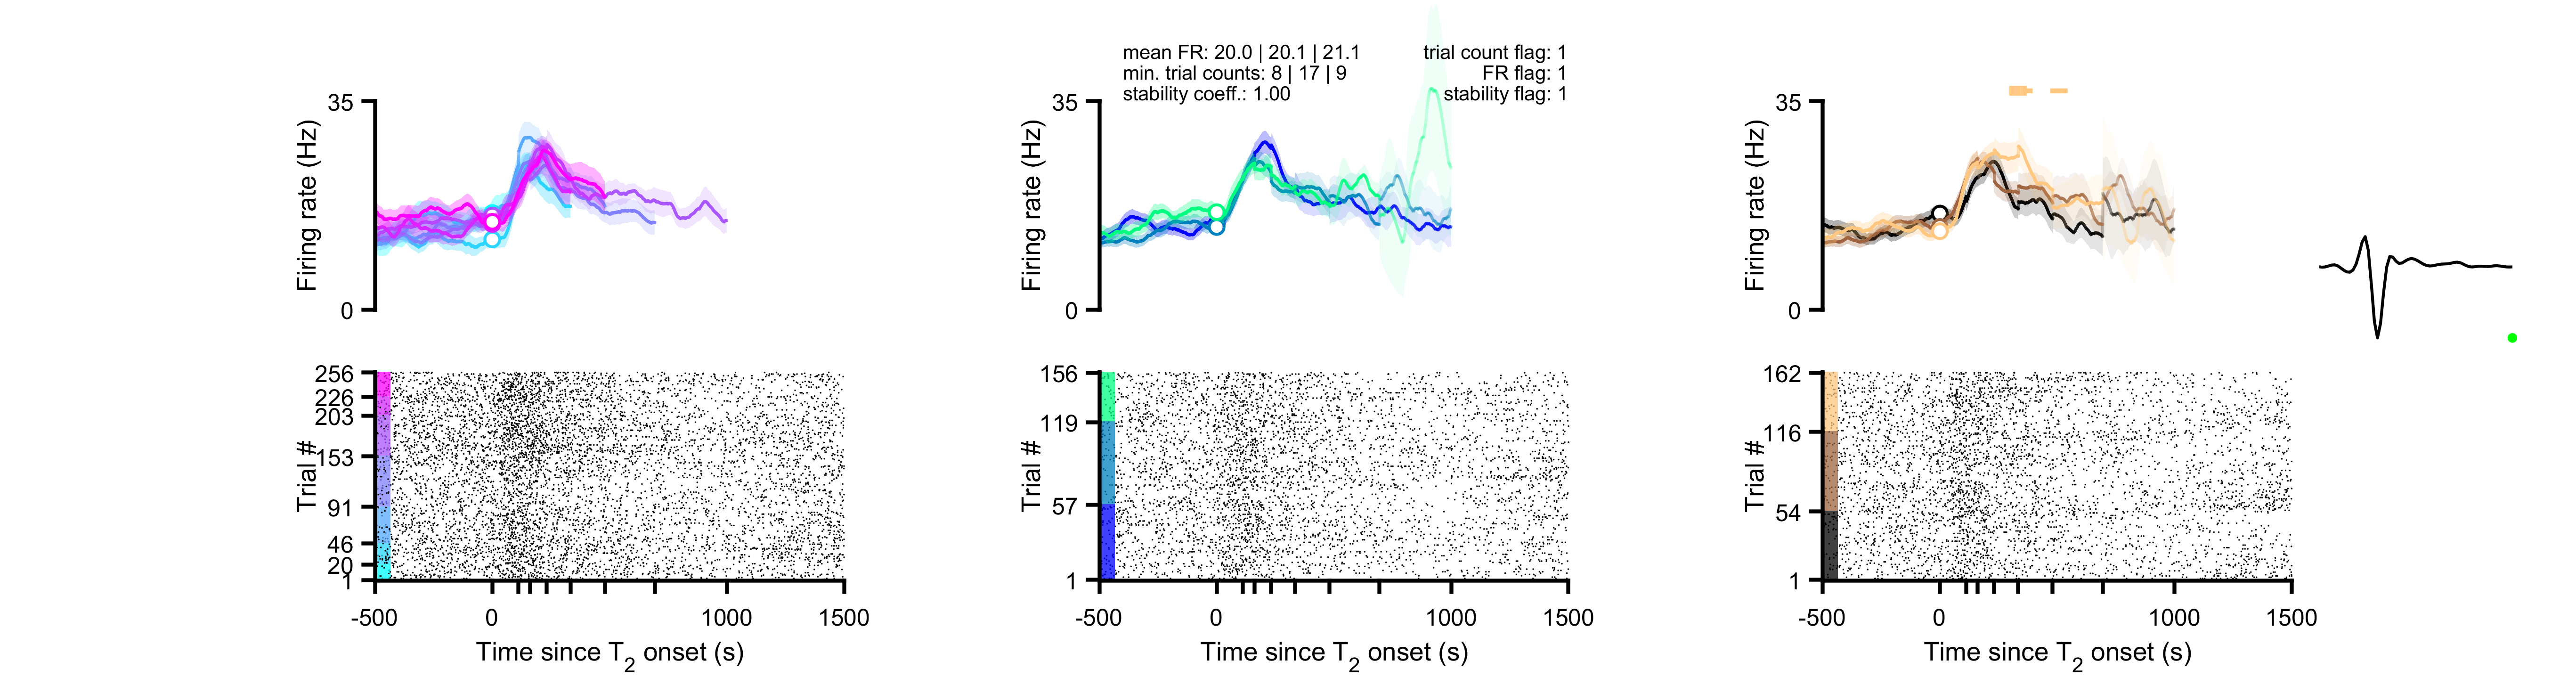 mean FR: 20.0 | 20.1 | 21.1
min. trial counts: 8 | 17 | 9
stability coeff.: 1.00
trial count flag: 1
FR flag: 1
stability flag: 1
35
0
Firing rate (Hz)
35
0
Firing rate (Hz)
35
0
Firing rate (Hz)
256
226
203
153
91
46
20
1
Trial #
-500
0
1000
1500
Time since T2 onset (s)
156
119
57
1
Trial #
-500
0
1000
1500
Time since T2 onset (s)
162
116
54
1
Trial #
-500
0
1000
1500
Time since T2 onset (s)